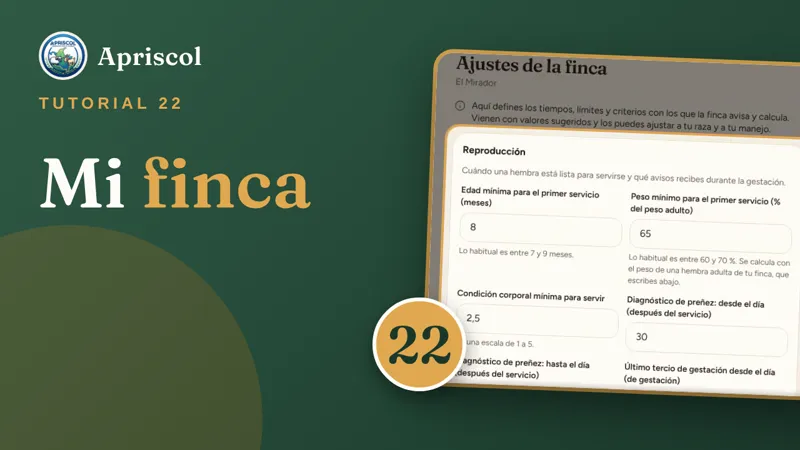 APRISCOL
Apriscol
TUTORIAL 22
Mi finca
Ajustes de la finca
El Mirador
Aquí defines los tiempos, límites y criterios con los que la finca avisa y calcula.
Vienen con valores sugeridos y los puedes ajustar a tu raza y a tu manejo.
Reproducción
Cuándo una hembra está lista para servirse y qué avisos recibes durante la gestación.
Edad mínima para el primer servicio
(meses)
8
Lo habitual es entre 7 y 9 meses.
Peso mínimo para el primer servicio (%
del peso adulto)
65
Lo habitual es entre 60 y 70 %. Se calcula con
el peso de una hembra adulta de tu finca, que
escribes abajo.
Condición corporal mínima para servir
2,5
una escala de 1 a 5.
Diagnóstico de preñez: desde el día
(después del servicio)
30
agnóstico de preñez: hasta el día
(después del servicio)
Último tercio de gestación desde el día
(de gestación)
22